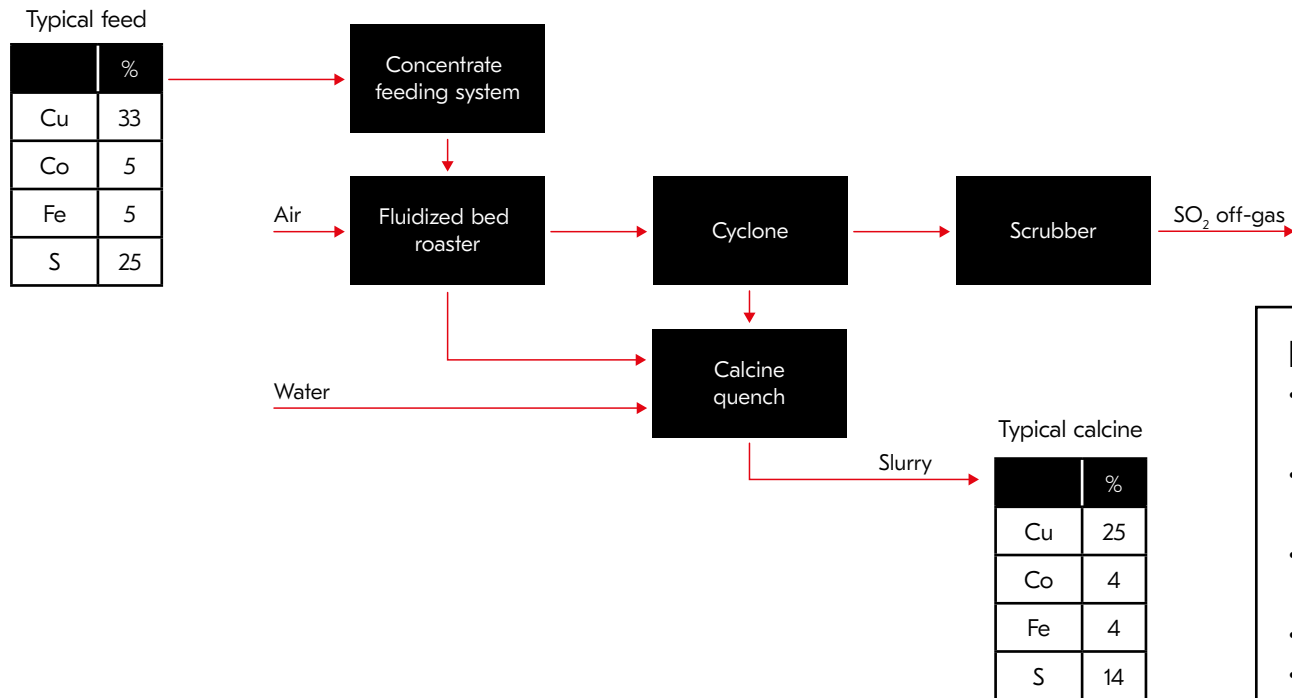 Typical feed
%
Cu 33
Co 5
Fe 5
S 25
Concentrate
feeding system
Air
Fluidized bed
roaster
Cyclone
Scrubber
SO₂ off-gas
Water
Calcine
quench
Slurry
Typical calcine
%
Cu 25
Co 4
Fe 4
S 14
•
•
•
•
•